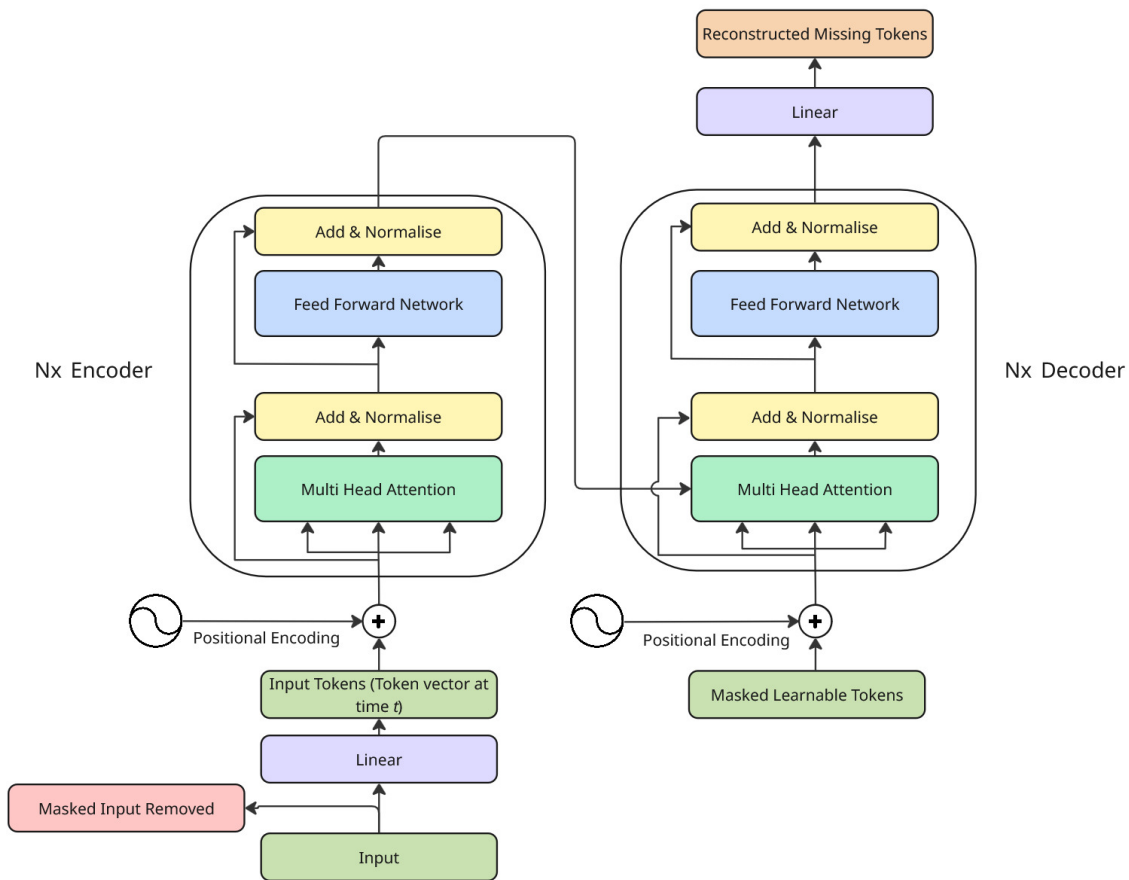 Reconstructed Missing Tokens
Linear
Add & Normalise
Feed Forward Network
Add & Normalise
Multi Head Attention
Nx Encoder
Positional Encoding
Input Tokens (Token vector at
time t)
Linear
Masked Input Removed
Input
Add & Normalise
Feed Forward Network
Add & Normalise
Multi Head Attention
Nx Decoder
Positional Encoding
Masked Learnable Tokens